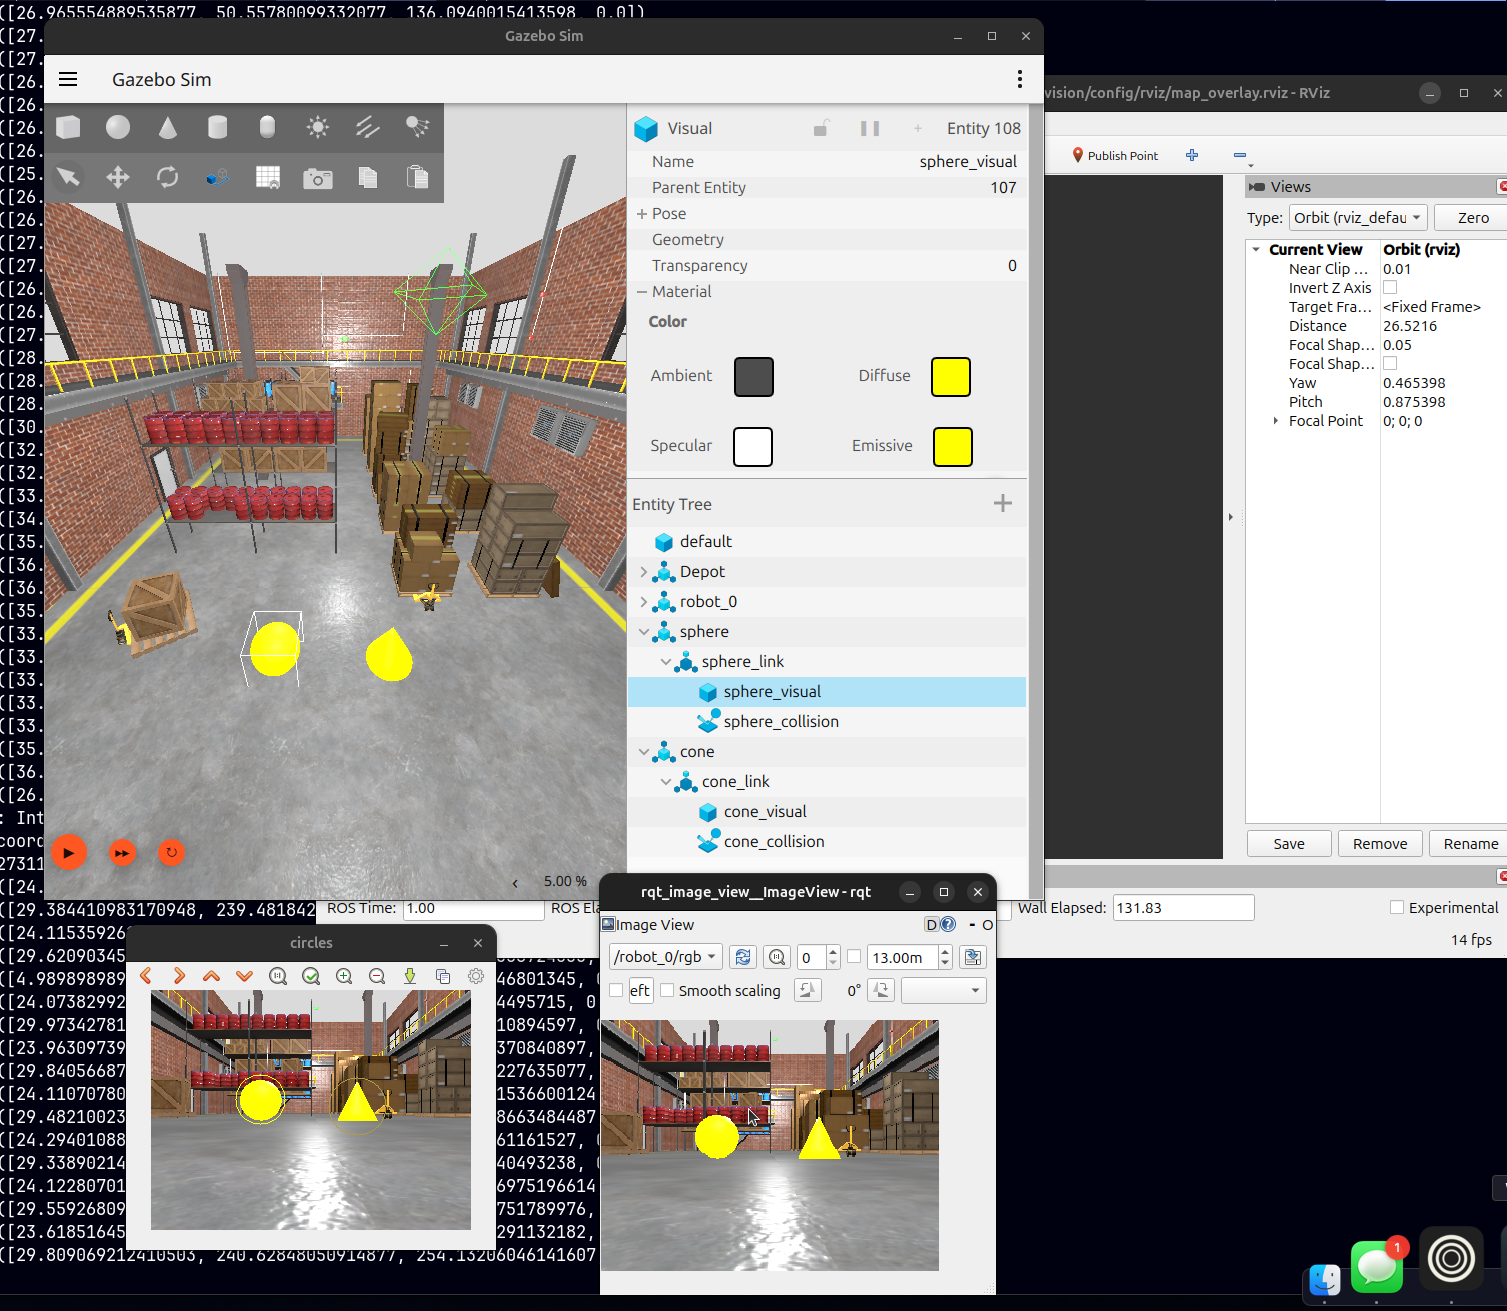 ([26.965554889535877, 50.55780099332077, 136.0940015413598, 0.0])
([27.
([27.
([26.
([26.
([26.
([26.
([25.
([26.
([26.
([27.
([27.
([26.
([26.
([27.
([28.
([28.
([28.
([30.
([32.
([32.
([33.
([34.
([35.
([36.
([36.
([35.
([33.
([33.
([33.
([33.
([33.
([35.
([36.
([26.
: Int
coord
27311
([24.
([29.384410983170948, 239.481842
([24.11535926
([29.62090345
([4.989898989
([24.07382992
([29.97342781
([23.96309739
([29.84056687
([24.11070780
([29.48210023
([24.29401088
([29.33890214
([24.12280701
([29.55926809
([23.61851645
([29.809069212410503, 240.62848050914877, 254.13206046141607
46801345, 
4495715, 0
10894597,
370840897,
227635077,
1536600124
8663484487
61161527,
40493238,
6975196614
751789976,
291132182,
Gazebo Sim
Gazebo Sim
Visual
Entity 108
Name sphere_visual
Parent Entity 107
Pose
Geometry
Transparency 0
Material
Color
Ambient
Diffuse
Specular
Emissive
Entity Tree
default
Depot
robot_0
sphere
sphere_link
sphere_visual
sphere_collision
cone
cone_link
cone_visual
cone_collision
5.00 %
vision/config/rviz/map_overlay.rviz - RViz
Publish Point
Views
Type: Orbit (rviz_defau Zero
Current View Orbit (rviz)
Near Clip ... 0.01
Invert Z Axis
Target Fra... <Fixed Frame>
Distance 26.5216
Focal Shap... 0.05
Focal Shap...
Yaw 0.465398
Pitch 0.875398
Focal Point 0; 0; 0
Save Remove Rename
ROS Time: 1.00 ROS Ela
Wall Elapsed: 131.83 Experimental
14 fps
circles
rqt_image_view__ImageView - rqt
Image View D - O
/robot_0/rgb 0 13.00m
eft Smooth scaling 0°
1